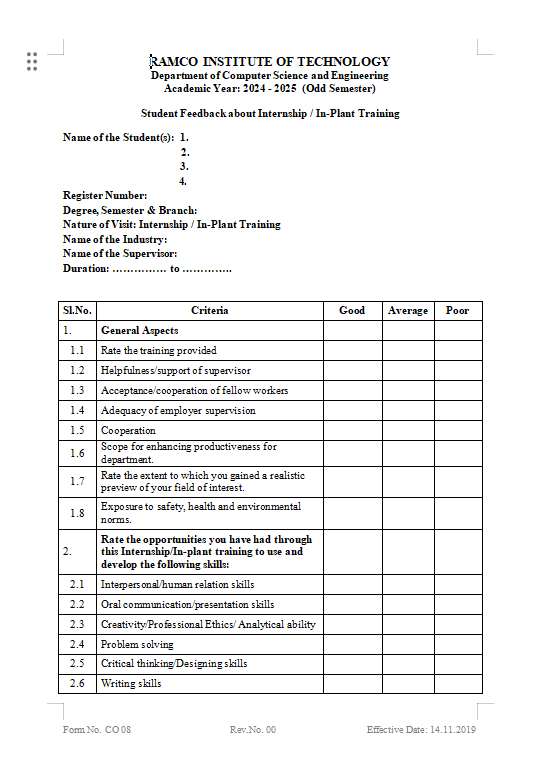 RAMCO INSTITUTE OF TECHNOLOGY
Department of Computer Science and Engineering
Academic Year: 2024 - 2025 (Odd Semester)
Student Feedback about Internship / In-Plant Training
Name of the Student(s): 1.
2.
3.
4.
Register Number:
Degree, Semester & Branch:
Nature of Visit: Internship / In-Plant Training
Name of the Industry:
Name of the Supervisor:
Duration: …………… to …………..
Sl.No. Criteria Good Average Poor
1. General Aspects
1.1 Rate the training provided
1.2 Helpfulness/support of supervisor
1.3 Acceptance/cooperation of fellow workers
1.4 Adequacy of employer supervision
1.5 Cooperation
1.6 Scope for enhancing productiveness for
department.
1.7 Rate the extent to which you gained a realistic
preview of your field of interest.
1.8 Exposure to safety, health and environmental
norms.
2. Rate the opportunities you have had through
this Internship/In-plant training to use and
develop the following skills:
2.1 Interpersonal/human relation skills
2.2 Oral communication/presentation skills
2.3 Creativity/Professional Ethics/ Analytical ability
2.4 Problem solving
2.5 Critical thinking/Designing skills
2.6 Writing skills
Form No. CO 08 Rev.No. 00 Effective Date: 14.11.2019